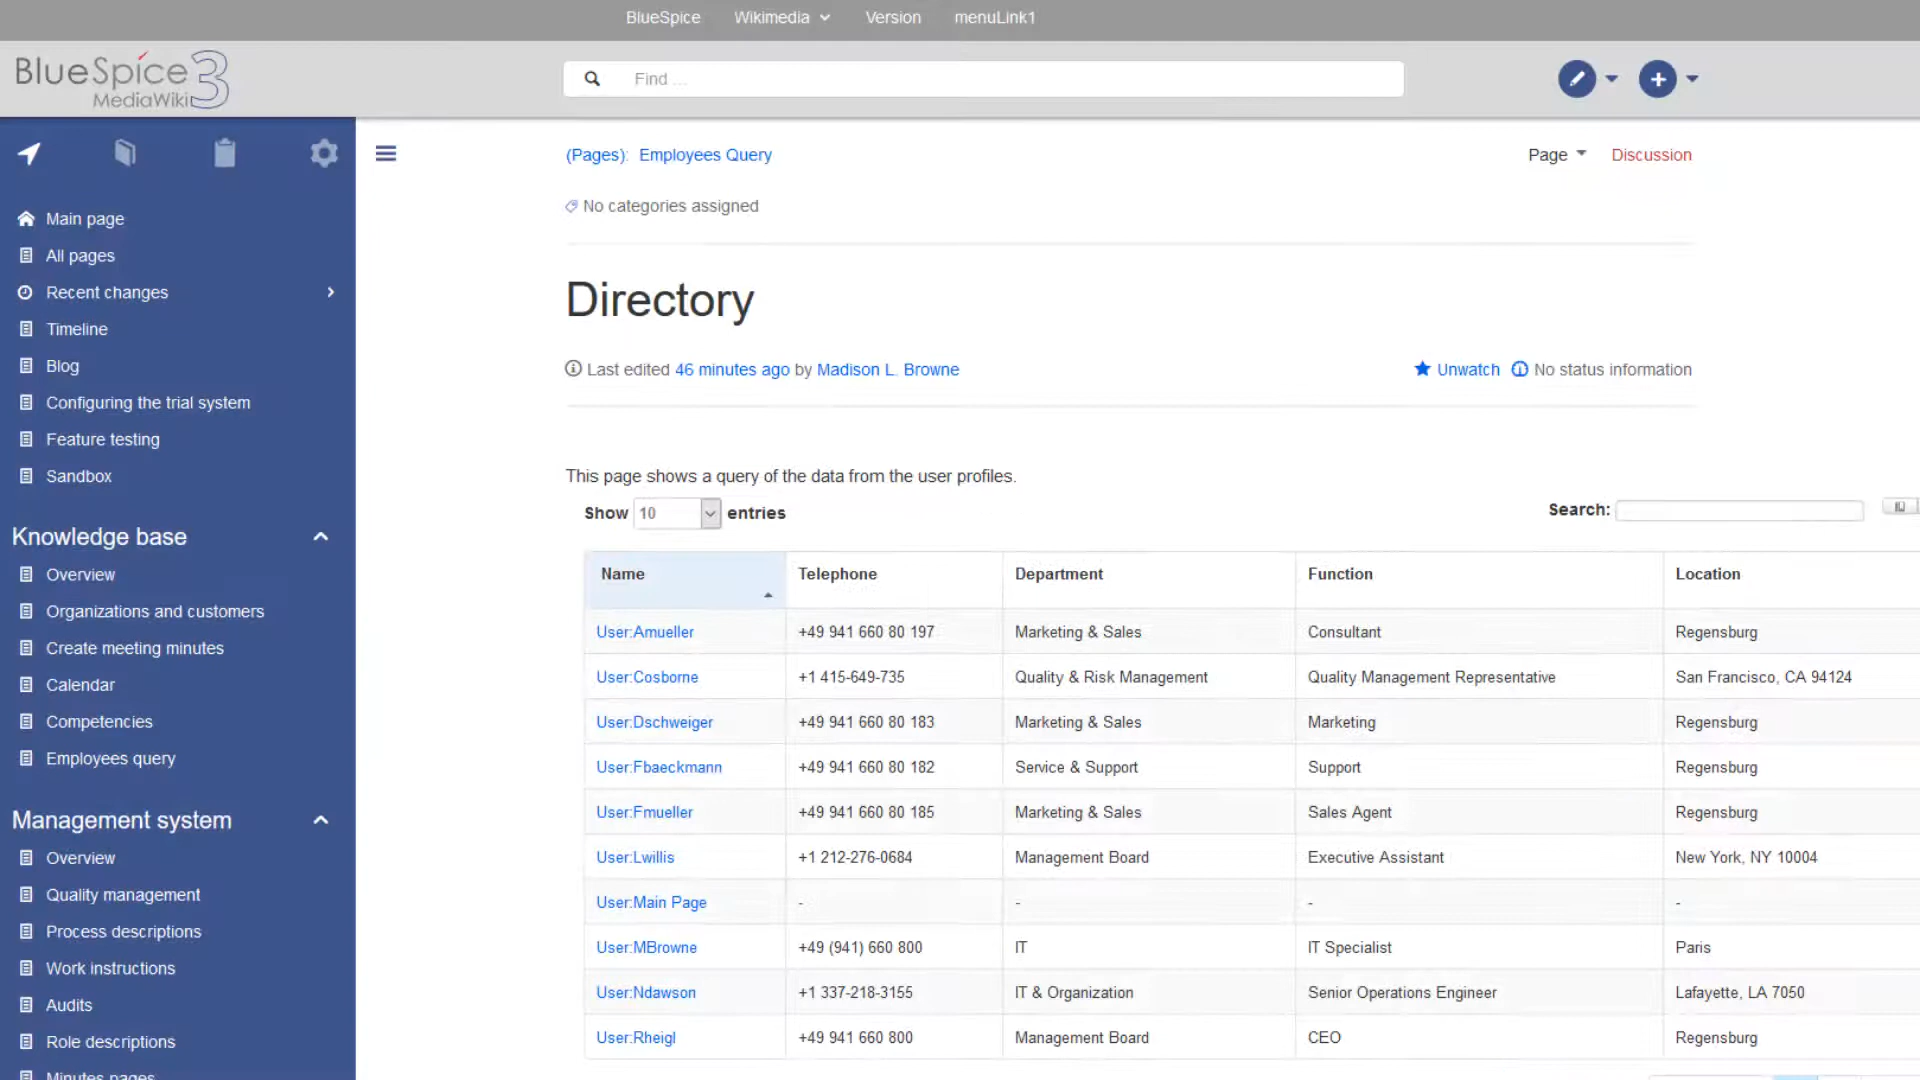 BlueSpice Wikimedia Version menuLink1
BlueSpice 3
MediaWiki
Find ...
(Pages): Employees Query
Page Discussion
No categories assigned
Main page
All pages
Recent changes
Timeline
Blog
Configuring the trial system
Feature testing
Sandbox
Knowledge base
Overview
Organizations and customers
Create meeting minutes
Calendar
Competencies
Employees query
Management system
Overview
Quality management
Process descriptions
Work instructions
Audits
Role descriptions
Minutes pages
Directory
Last edited 46 minutes ago by Madison L. Browne
Unwatch No status information
This page shows a query of the data from the user profiles.
Show 10 entries
Search:
Name Telephone Department Function Location
User:Amueller +49 941 660 80 197 Marketing & Sales Consultant Regensburg
User:Cosborne +1 415-649-735 Quality & Risk Management Quality Management Representative San Francisco, CA 94124
User:Dschweiger +49 941 660 80 183 Marketing & Sales Marketing Regensburg
User:Fbaeckmann +49 941 660 80 182 Service & Support Support Regensburg
User:Fmueller +49 941 660 80 185 Marketing & Sales Sales Agent Regensburg
User:Lwillis +1 212-276-0684 Management Board Executive Assistant New York, NY 10004
User:Main Page - - - -
User:MBrowne +49 (941) 660 800 IT IT Specialist Paris
User:Ndawson +1 337-218-3155 IT & Organization Senior Operations Engineer Lafayette, LA 7050
User:Rheigl +49 941 660 800 Management Board CEO Regensburg